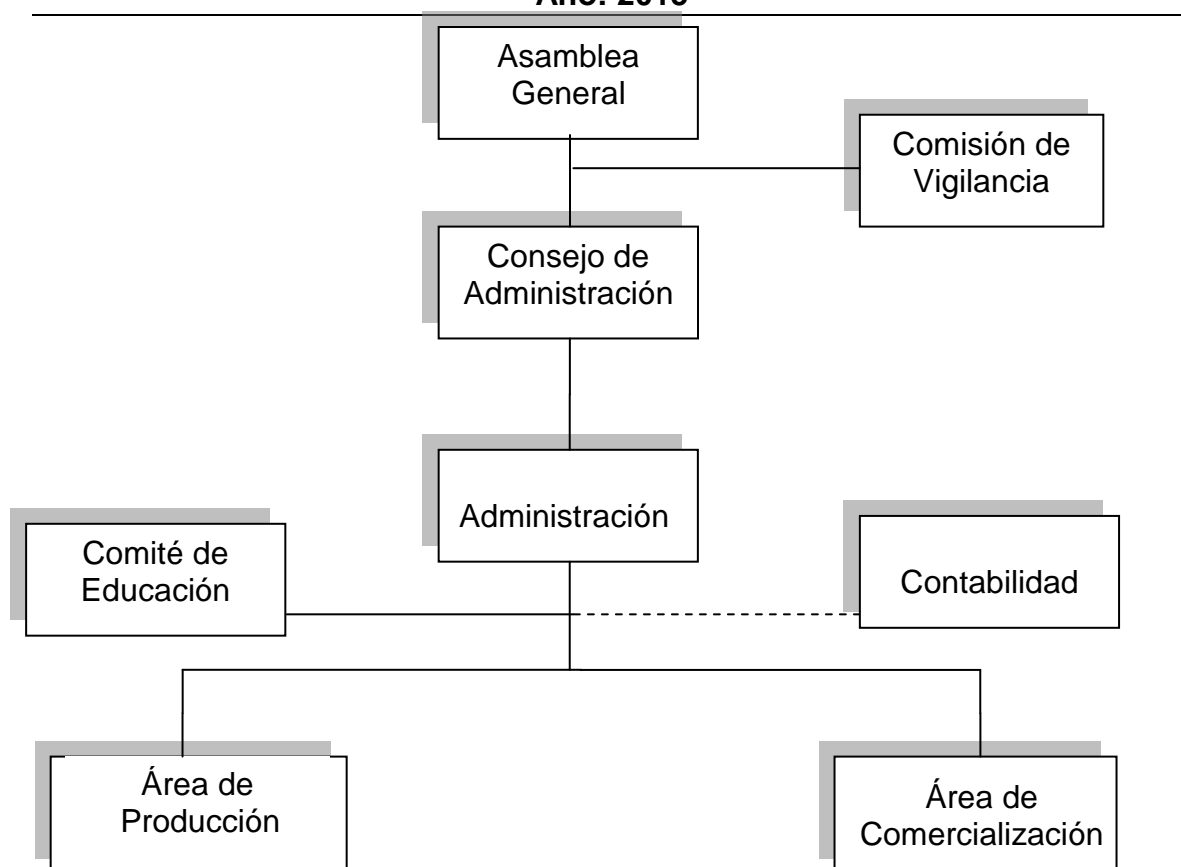 Asamblea
General
Comisión de
Vigilancia
Consejo de
Administración
Administración
Comité de
Educación
Contabilidad
Área de
Producción
Área de
Comercialización